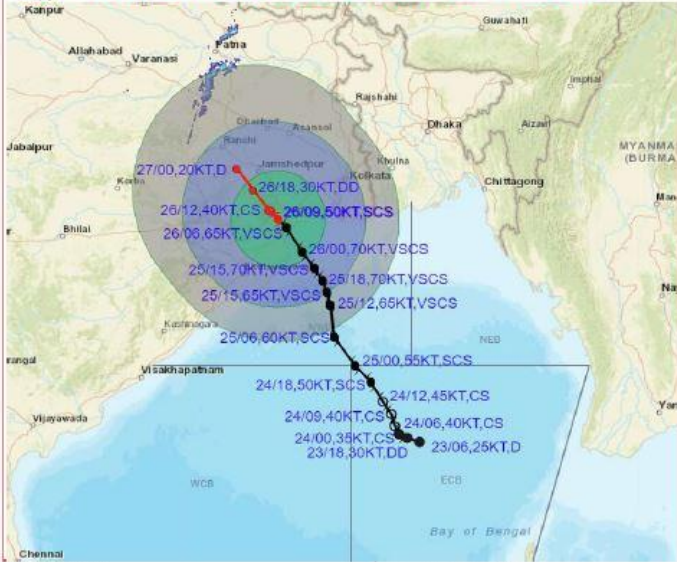 Kanpur
Guwahati
Allahabad
Patna
Varanasi
Imphal
Rajshahi
Dhanbad
Asansol
Dhaka
Aizawl
Jabalpur
Ranchi
MYANMAR
(BURMA)
27/00,20KT,D
Jamshedpur
Khulna
Kolkata
Chittagong
Korba
26/18,30KT,DD
26/12,40KT,CS
26/09,50KT,SCS
Bhilai
26/06,65KT,VSCS
26/00,70KT,VSCS
25/15,70KT,VSCS
25/18,70KT,VSCS
25/15,65KT,VSCS
25/12,65KT,VSCS
25/06,60KT,SCS
NEB
25/00,55KT,SCS
Visakhapatnam
24/18,50KT,SCS
24/12,45KT,CS
24/09,40KT,CS
24/06,40KT,CS
Vijayawada
24/00,35KT,CS
23/06,25KT,D
23/18,30KT,DD
WCB
ECB
Bay of Bengal
Chennai